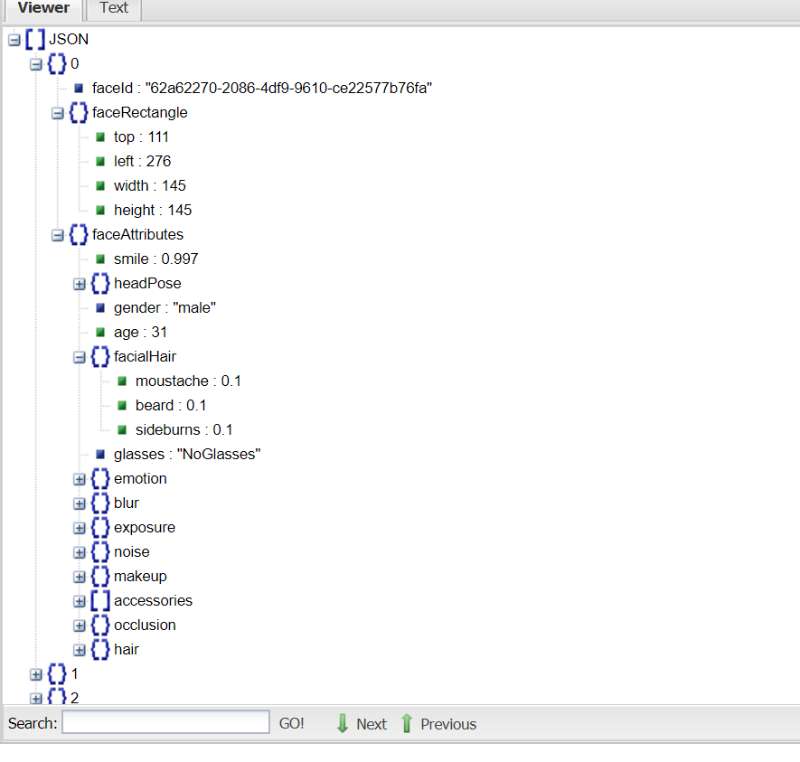 Viewer Text
JSON
0
faceId : "62a62270-2086-4df9-9610-ce22577b76fa"
faceRectangle
top : 111
left : 276
width : 145
height : 145
faceAttributes
smile : 0.997
headPose
gender : "male"
age : 31
facialHair
moustache : 0.1
beard : 0.1
sideburns : 0.1
glasses : "NoGlasses"
emotion
blur
exposure
noise
makeup
accessories
occlusion
hair
1
2
Search: GO! Next Previous